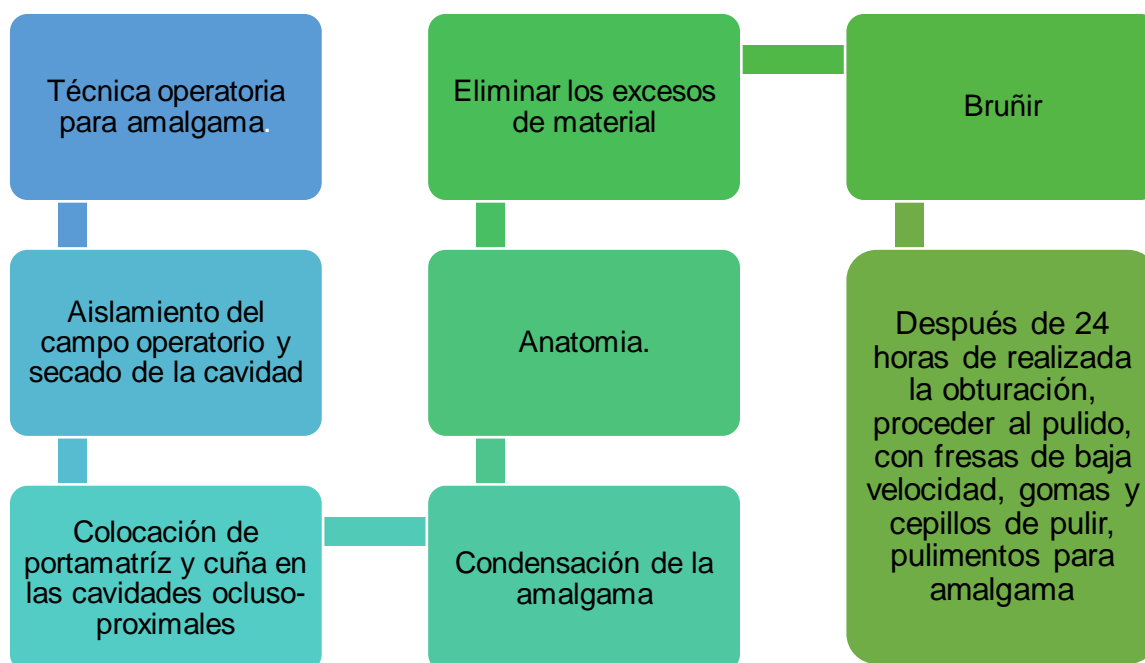 Técnica operatoria
para amalgama.
Aislamiento del
campo operatorio y
secado de la cavidad
Colocación de
portamatríz y cuña en
las cavidades ocluso-
proximales
Condensación de la
amalgama
Anatomia.
Eliminar los excesos
de material
Bruñir
Después de 24
horas de realizada
la obturación,
proceder al pulido,
con fresas de baja
velocidad, gomas y
cepillos de pulir,
pulimentos para
amalgama